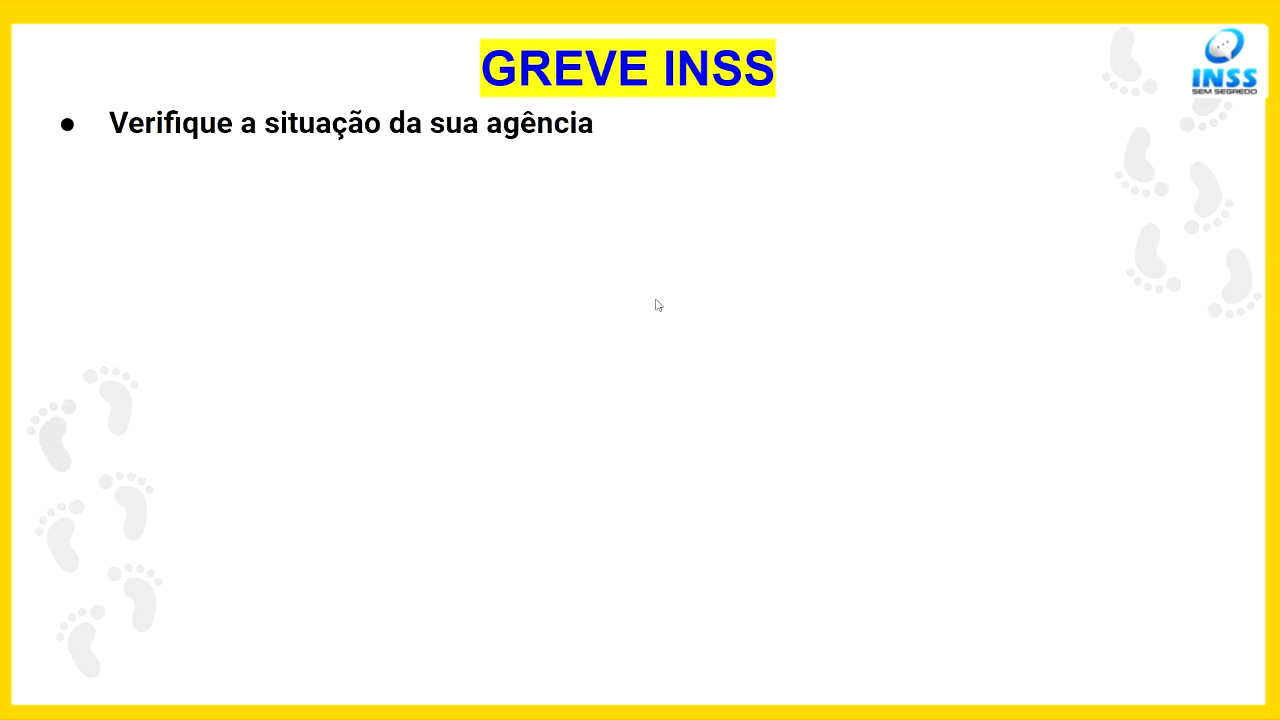 GREVE INSS
INSS
SEM SEGREDO
● Verifique a situação da sua agência